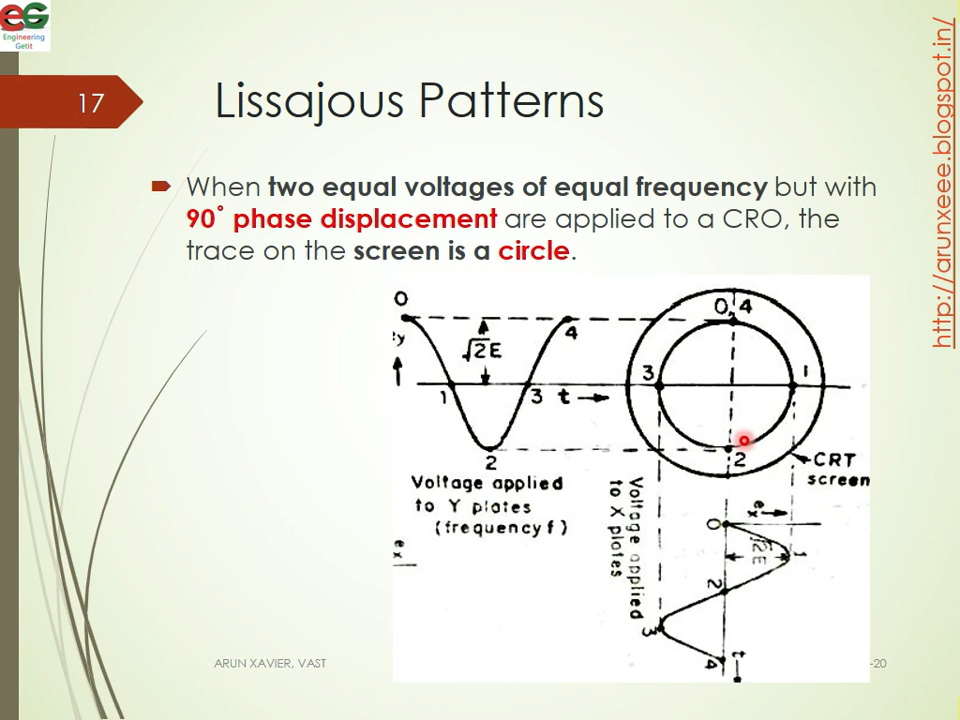 eG
Engineering
Getit
17
Lissajous Patterns
http://arunxeee.blogspot.in/
When two equal voltages of equal frequency but with
90˚ phase displacement are applied to a CRO, the
trace on the screen is a circle.
0
0,4
4
√2E
3
1
1
3
t
2
2
CRT
screen
Voltage applied
to Y plates
(frequency f)
Voltage applied
to X plates
ex
ex
0
√2E
1
2
3
4
t
ARUN XAVIER, VAST
-20